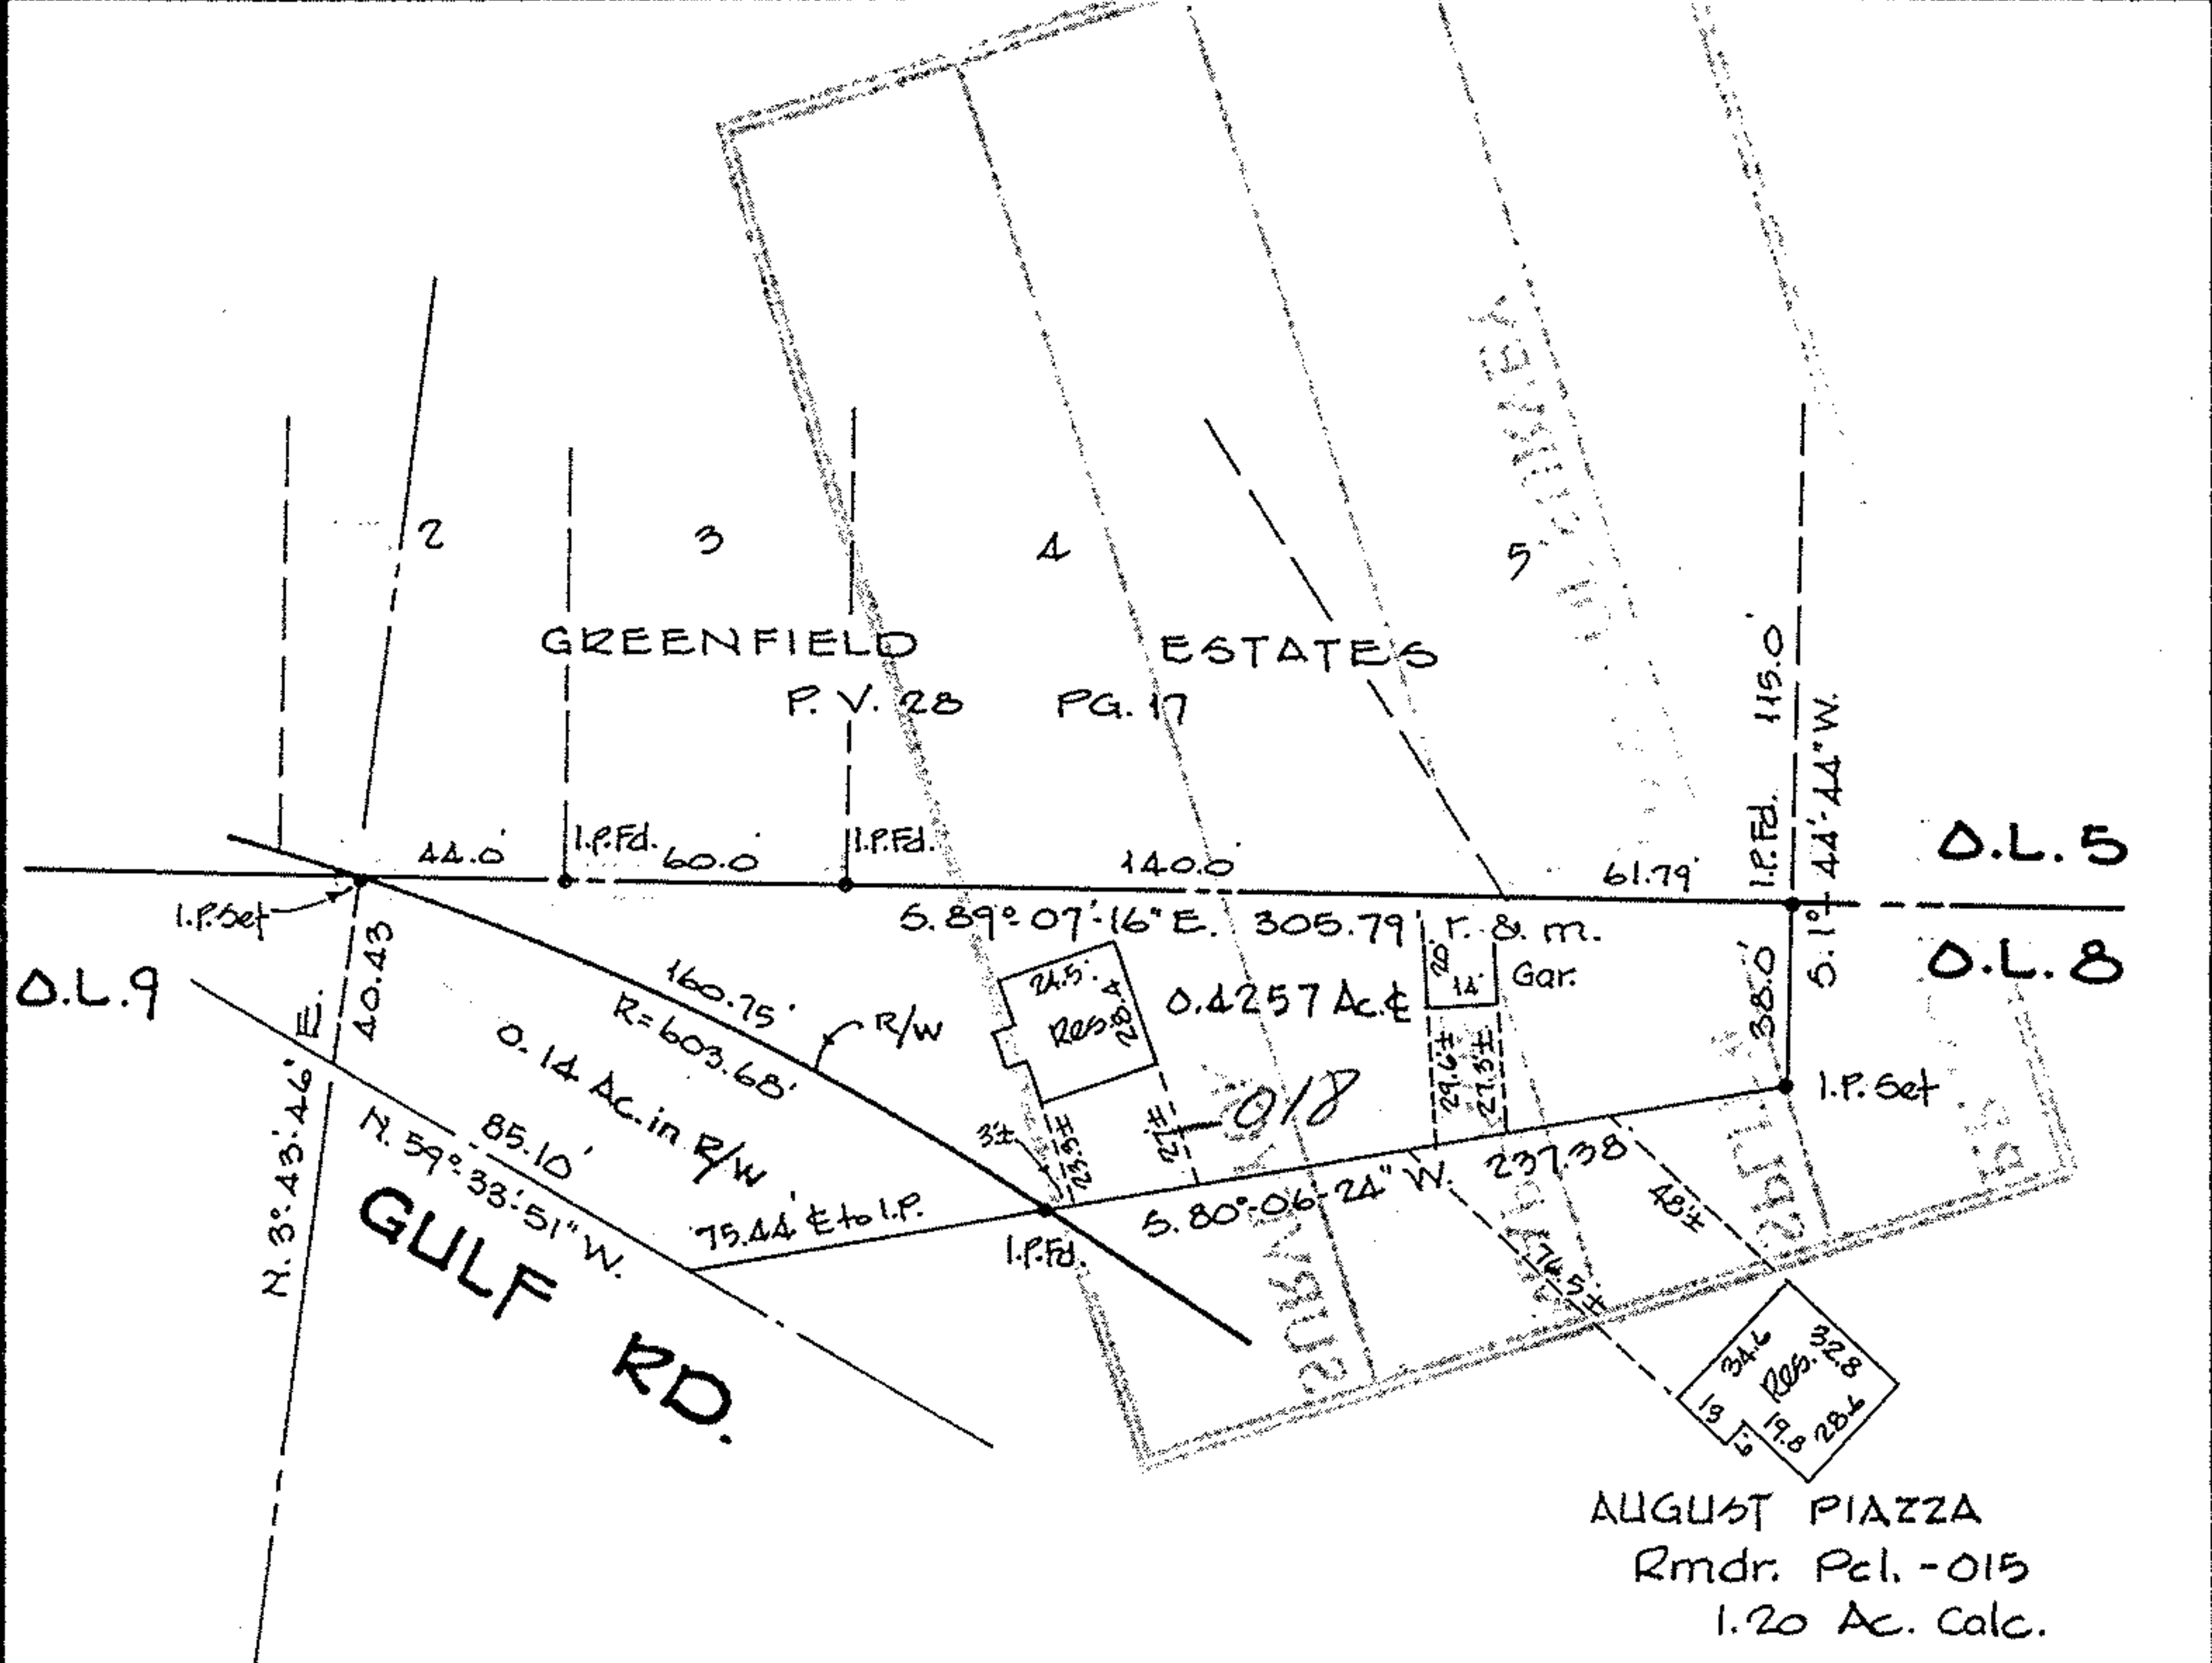 2
3
4
5
GREENFIELD ESTATES
P. V. 28 PG. 17
115.0'
I.P.Fd.
S. 1°-44'-44" W.
O.L. 5
44.0'
I.P.Fd.
60.0'
I.P.Fd.
140.0'
61.79'
I.P.Set
S. 89°-07'-16" E. 305.79' r. & m.
O.L. 9
O.L. 8
40.43
N. 3°-43'-46" E.
160.75'
R=603.68'
R/W
24.5
Res.
28.4
0.4257 Ac. ₵
20
14
Gar.
38.0'
I.P. Set
0.14 Ac. in R/W
018
29.6±
27.3±
3±
23.3±
27±
85.10'
N. 59°-33'-51" W.
75.44' ₵ to I.P.
I.P.Fd.
S. 80°-06'-24" W. 237.38
48±
74.5±
GULF RD.
34.6
32.8
Res.
13
6
19.8
28.6
AUGUST PIAZZA
Rmdr. Pcl. -015
1.20 Ac. Calc.